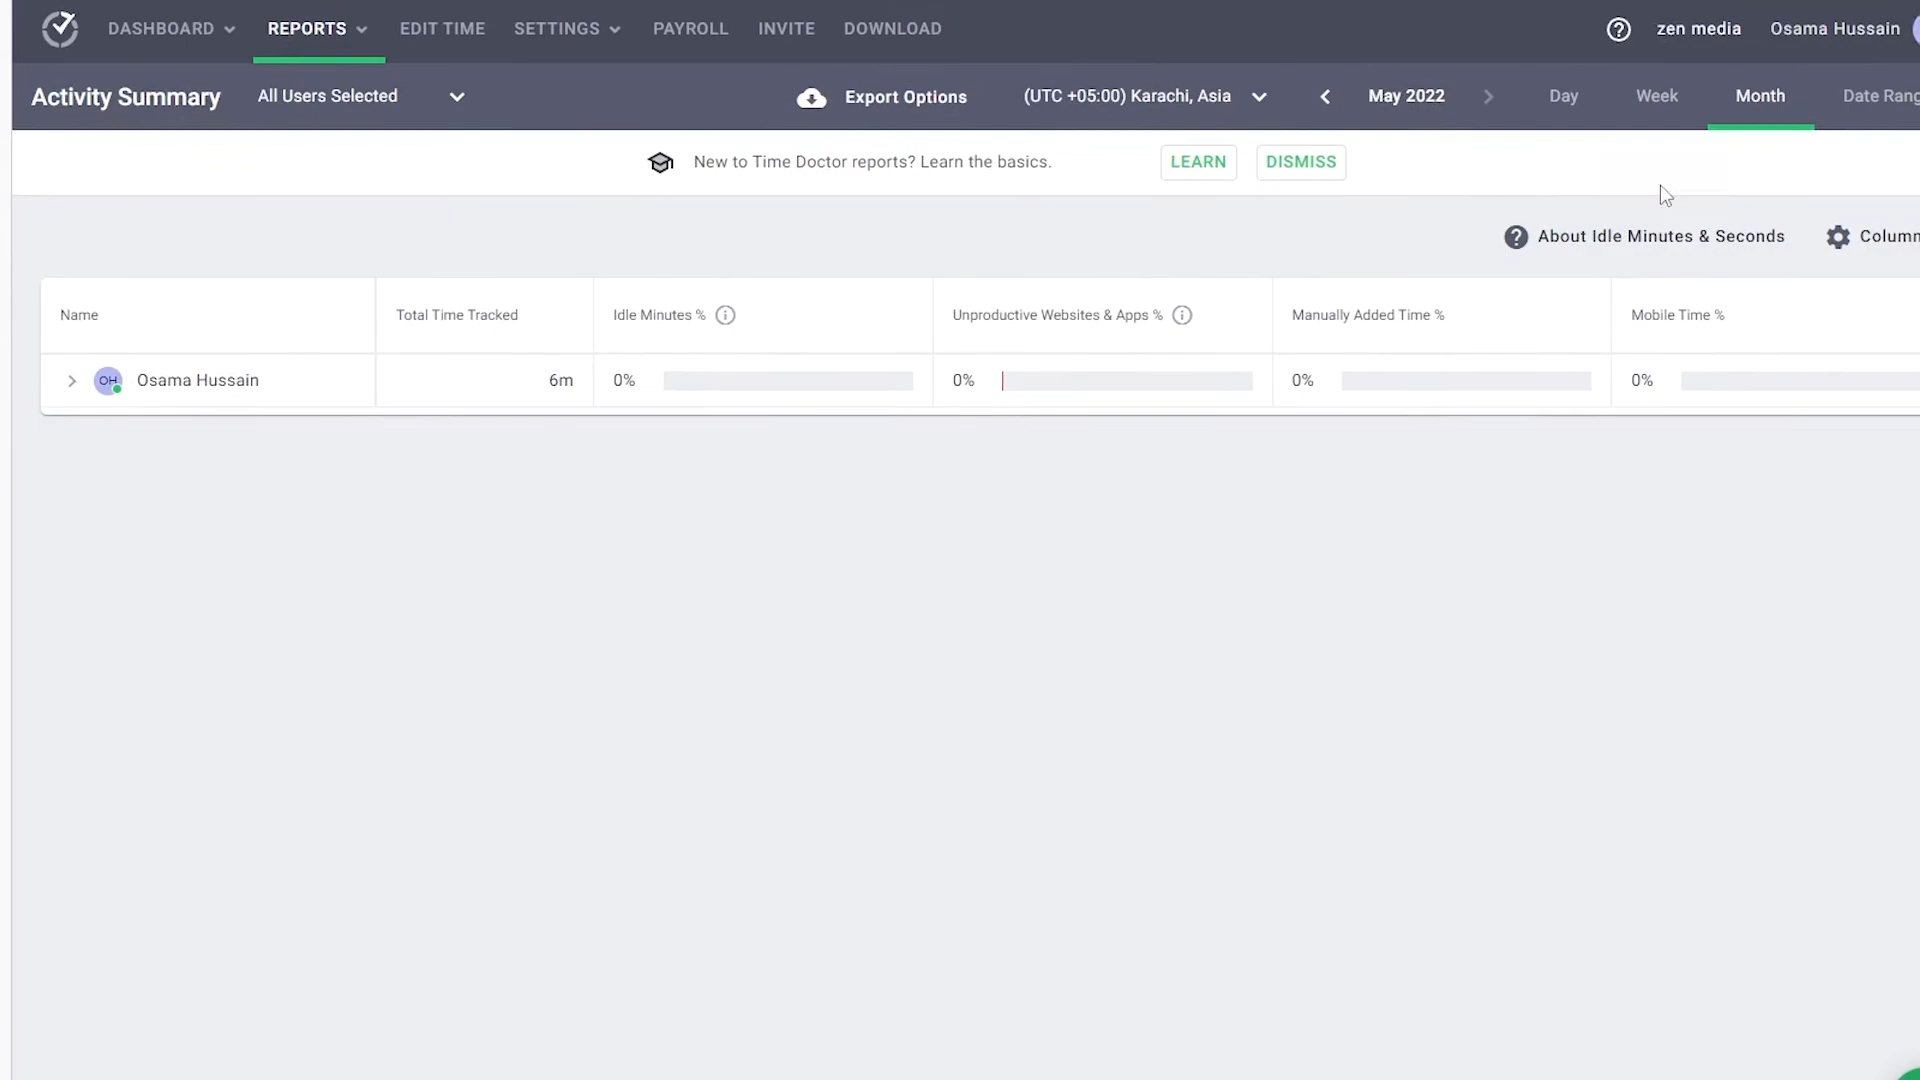 DASHBOARD REPORTS EDIT TIME SETTINGS PAYROLL INVITE DOWNLOAD zen media Osama Hussain
Activity Summary All Users Selected Export Options (UTC +05:00) Karachi, Asia May 2022 Day Week Month Date Rang
New to Time Doctor reports? Learn the basics. LEARN DISMISS
About Idle Minutes & Seconds Column
Name Total Time Tracked Idle Minutes % Unproductive Websites & Apps % Manually Added Time % Mobile Time %
OH Osama Hussain 6m 0% 0% 0% 0%